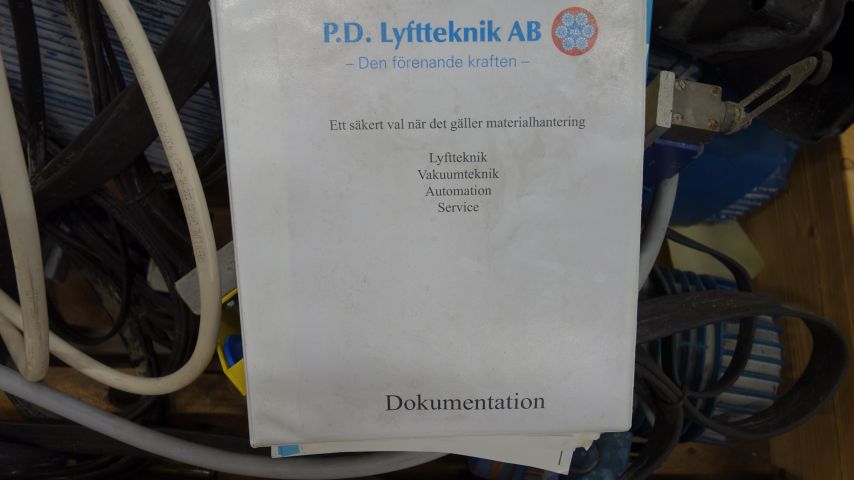 P.D. Lyftteknik AB
P.D.
– Den förenande kraften –
Ett säkert val när det gäller materialhantering
Lyftteknik
Vakuumteknik
Automation
Service
Dokumentation